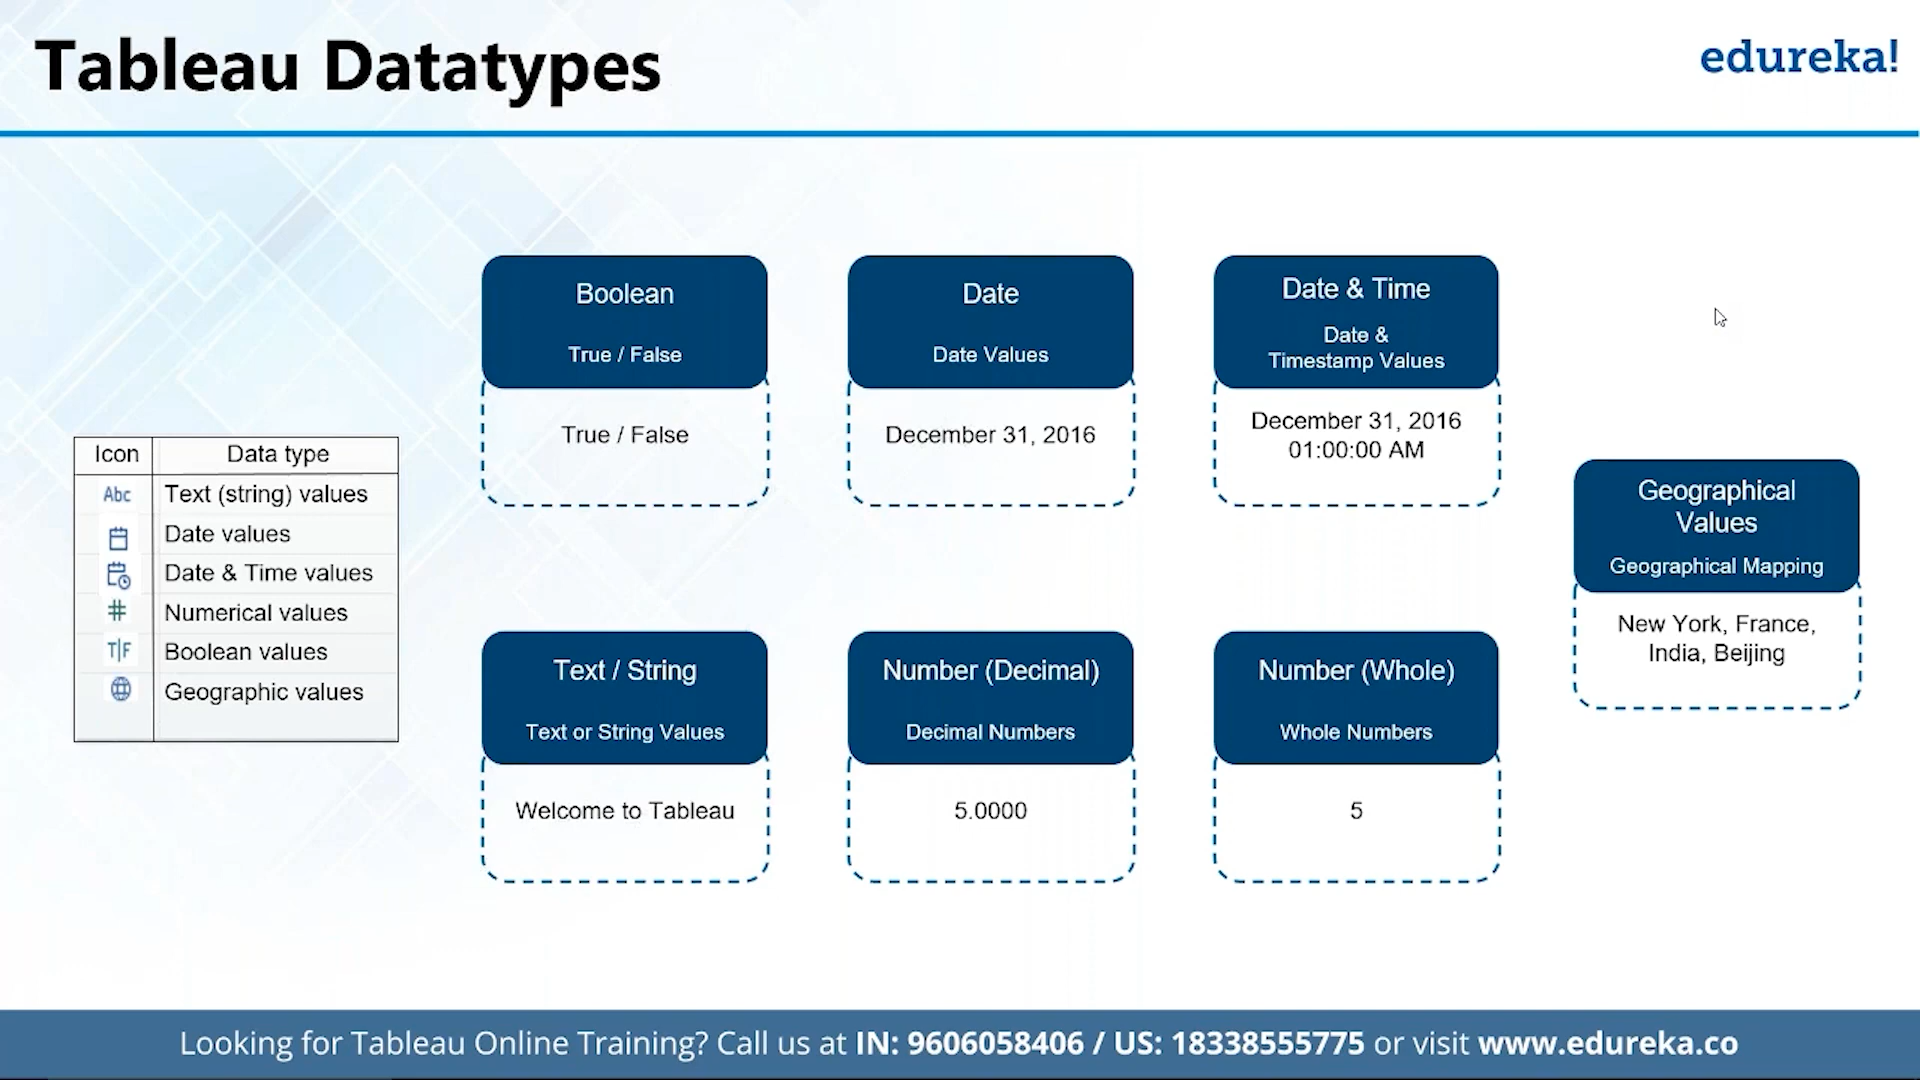 Tableau Datatypes
edureka!
Icon Data type
Abc Text (string) values
Date values
Date & Time values
# Numerical values
T|F Boolean values
Geographic values
Boolean
True / False
True / False
Date
Date Values
December 31, 2016
Date & Time
Date &
Timestamp Values
December 31, 2016
01:00:00 AM
Text / String
Text or String Values
Welcome to Tableau
Number (Decimal)
Decimal Numbers
5.0000
Number (Whole)
Whole Numbers
5
Geographical
Values
Geographical Mapping
New York, France,
India, Beijing
Looking for Tableau Online Training? Call us at IN: 9606058406 / US: 18338555775 or visit www.edureka.co